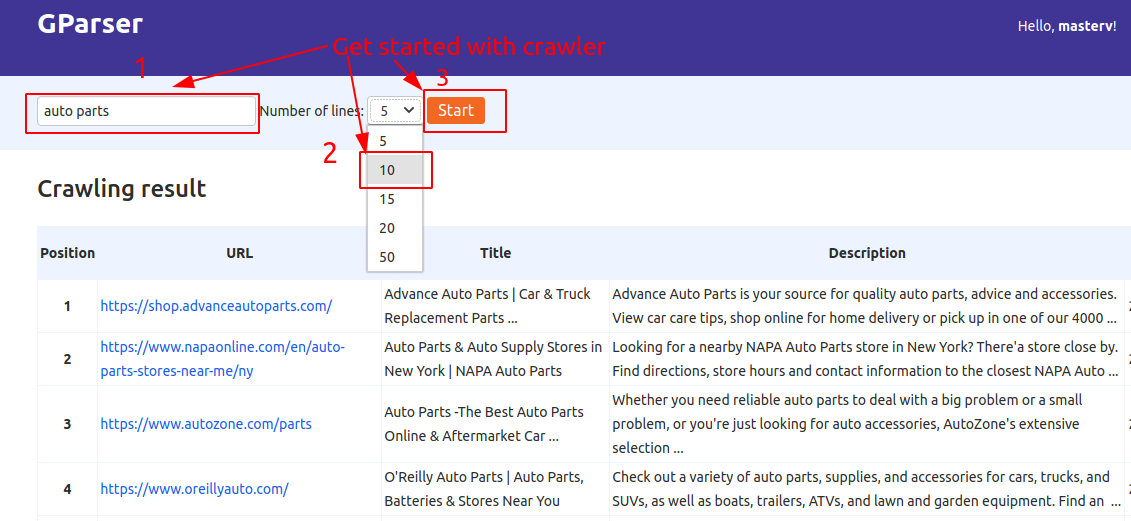 GParser
Hello, masterv!
Get started with crawler
1
3
auto parts
Number of lines:
5
Start
2
5
10
15
20
50
Crawling result
Position
URL
Title
Description
1
https://shop.advanceautoparts.com/
Advance Auto Parts | Car & Truck
Replacement Parts ...
Advance Auto Parts is your source for quality auto parts, advice and accessories.
View car care tips, shop online for home delivery or pick up in one of our 4000 ...
2
https://www.napaonline.com/en/auto-
parts-stores-near-me/ny
Auto Parts & Auto Supply Stores in
New York | NAPA Auto Parts
Looking for a nearby NAPA Auto Parts store in New York? There'a store close by.
Find directions, store hours and contact information to the closest NAPA Auto ...
3
https://www.autozone.com/parts
Auto Parts -The Best Auto Parts
Online & Aftermarket Car ...
Whether you need reliable auto parts to deal with a big problem or a small
problem, or you're just looking for auto accessories, AutoZone's extensive
selection ...
4
https://www.oreillyauto.com/
O'Reilly Auto Parts | Auto Parts,
Batteries & Stores Near You
Check out a variety of auto parts, supplies, and accessories for cars, trucks, and
SUVs, as well as boats, trailers, ATVs, and lawn and garden equipment. Find an ...